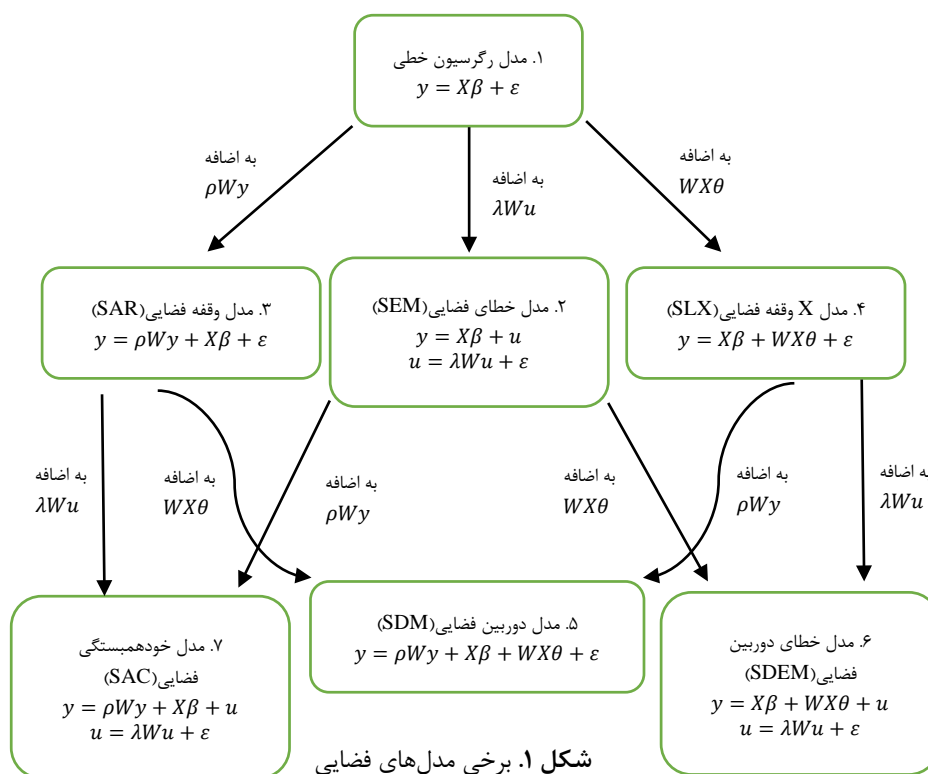 ۱. مدل رگرسیون خطی
y = Xβ + ε
به اضافه
ρWy
به اضافه
λWu
به اضافه
WXθ
۳. مدل وقفه فضایی(SAR)
y = ρWy + Xβ + ε
۲. مدل خطای فضایی(SEM)
y = Xβ + u
u = λWu + ε
۴. مدل X وقفه فضایی(SLX)
y = Xβ + WXθ + ε
به اضافه
λWu
به اضافه
WXθ
به اضافه
ρWy
به اضافه
WXθ
به اضافه
ρWy
به اضافه
λWu
۷. مدل خودهمبستگی
فضایی(SAC)
y = ρWy + Xβ + u
u = λWu + ε
۵. مدل دوربین فضایی(SDM)
y = ρWy + Xβ + WXθ + ε
۶. مدل خطای دوربین
فضایی(SDEM)
y = Xβ + WXθ + u
u = λWu + ε
شکل ۱. برخی مدل‌های فضایی